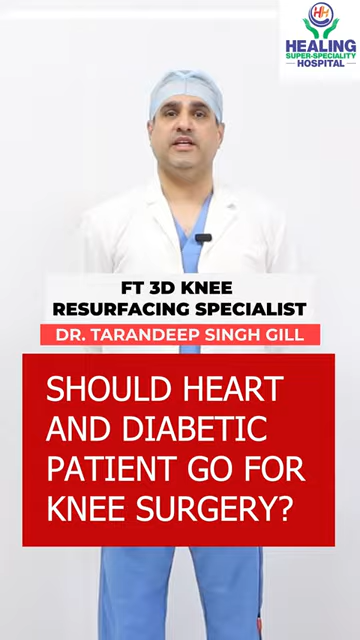 HEALING
SUPER-SPECIALITY
HOSPITAL
FT 3D KNEE
RESURFACING SPECIALIST
DR. TARANDEEP SINGH GILL
SHOULD HEART
AND DIABETIC
PATIENT GO FOR
KNEE SURGERY?